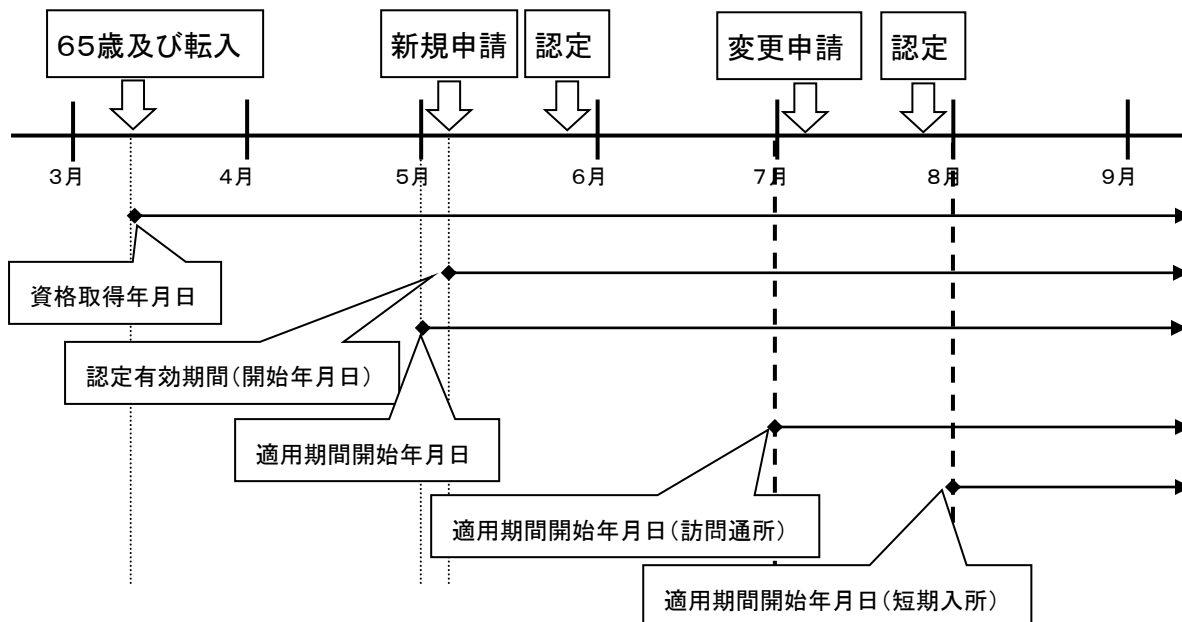 65歳及び転入
新規申請
認定
変更申請
認定
3月
4月
5月
6月
7月
8月
9月
資格取得年月日
認定有効期間(開始年月日)
適用期間開始年月日
適用期間開始年月日(訪問通所)
適用期間開始年月日(短期入所)